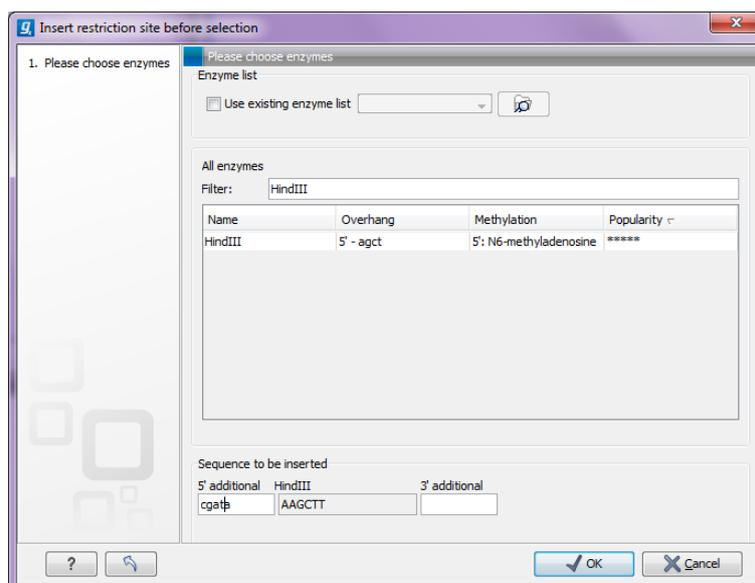 Insert restriction site before selection
1. Please choose enzymes
Please choose enzymes
Enzyme list
Use existing enzyme list
All enzymes
Filter: HindIII
Name Overhang Methylation Popularity
HindIII 5' - agct 5': N6-methyladenosine *****
Sequence to be inserted
5' additional HindIII 3' additional
cgata AAGCTT
? OK Cancel